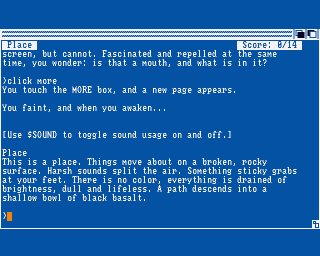 Place Score: 0/14
screen, but cannot. Fascinated and repelled at the same
time, you wonder: is that a mouth, and what is in it?
>click more
You touch the MORE box, and a new page appears.
You faint, and when you awaken...
[Use $SOUND to toggle sound usage on and off.]
Place
This is a place. Things move about on a broken, rocky
surface. Harsh sounds split the air. Something sticky grabs
at your feet. There is no color, everything is drained of
brightness, dull and lifeless. A path descends into a
shallow bowl of black basalt.
>